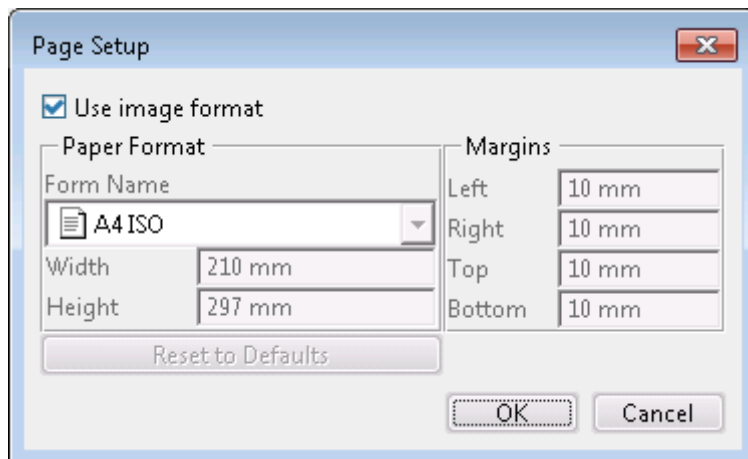 Page Setup
Use image format
Paper Format
Form Name
A4 ISO
Width 210 mm
Height 297 mm
Reset to Defaults
Margins
Left 10 mm
Right 10 mm
Top 10 mm
Bottom 10 mm
OK Cancel